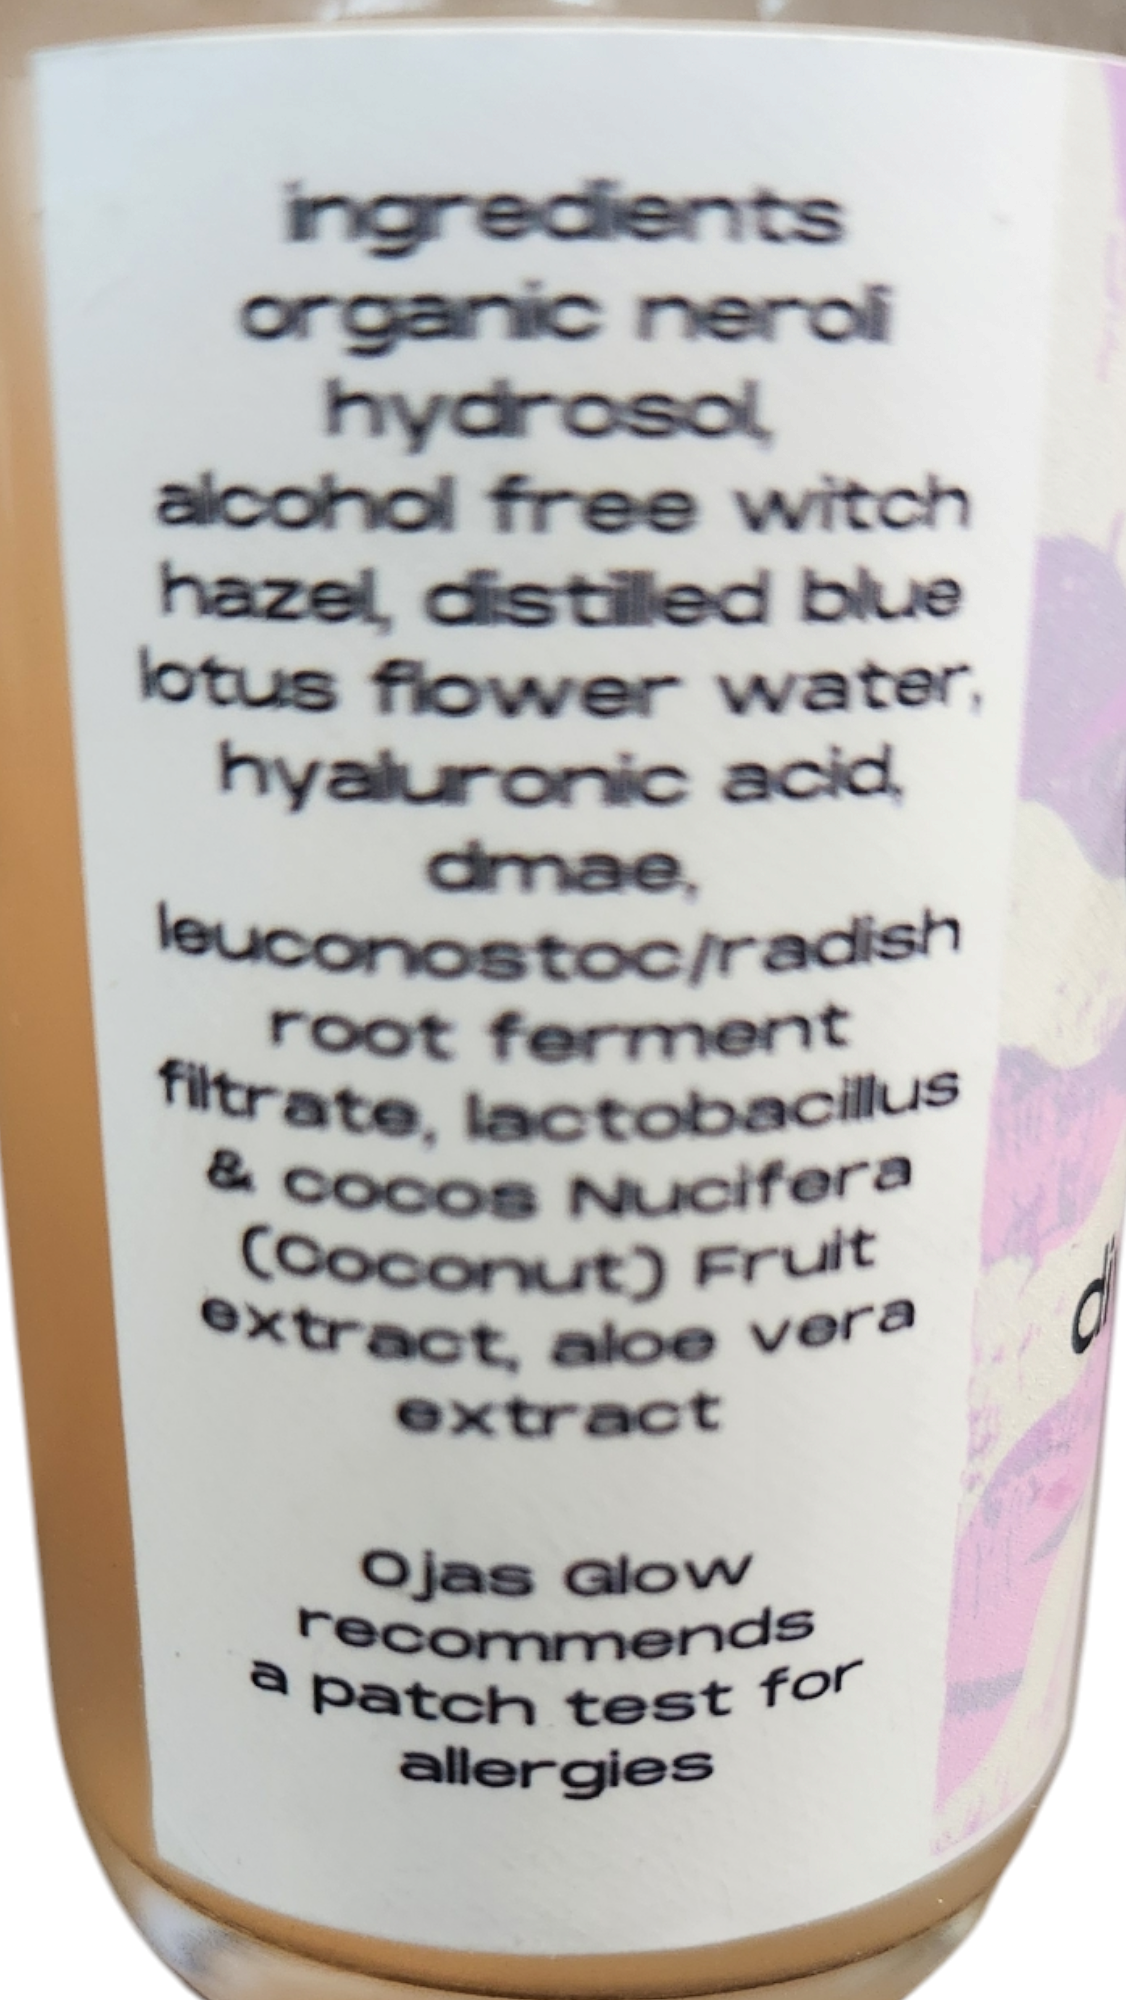 ingredients
organic neroli
hydrosol,
alcohol free witch
hazel, distilled blue
lotus flower water,
hyaluronic acid,
dmae,
leuconostoc/radish
root ferment
filtrate, lactobacillus
& cocos Nucifera
(Coconut) Fruit
extract, aloe vera
extract
Ojas Glow
recommends
a patch test for
allergies